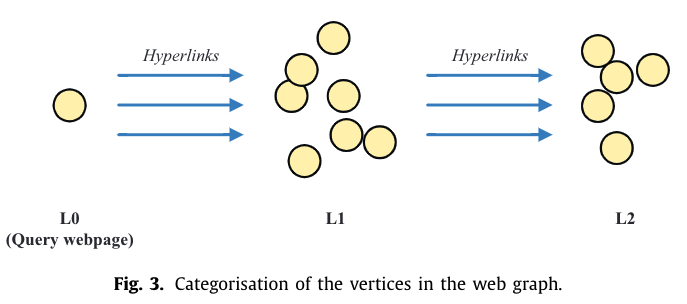 Hyperlinks Hyperlinks
L0 L1 L2
(Query webpage)
Fig. 3. Categorisation of the vertices in the web graph.